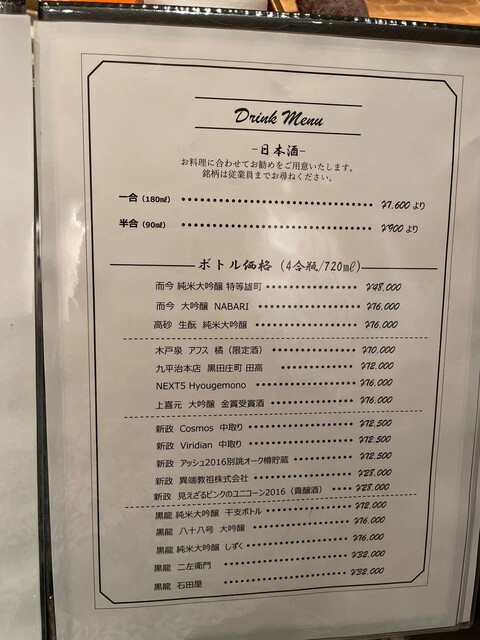 Drink Menu
-日本酒-
お料理に合わせてお勧めをご用意いたします。
銘柄は従業員までお尋ねください。
一合（180㎖） ¥1,600 より
半合（90㎖） ¥900 より
ボトル価格 (4合瓶/720㎖)
而今 純米大吟醸 特等雄町 ¥48,000
而今 大吟醸 NABARI ¥16,000
高砂 生酛 純米大吟醸 ¥16,000
木戸泉 アフス 橘（限定酒） ¥10,000
九平治本店 黒田庄町 田高 ¥12,000
NEXT5 Hyougemono ¥16,000
上喜元 大吟醸 金賞受賞酒 ¥16,000
新政 Cosmos 中取り ¥12,500
新政 Viridian 中取り ¥12,500
新政 アッシュ2016別誂オーク樽貯蔵 ¥12,500
新政 異端教祖株式会社 ¥28,000
新政 見えざるピンクのユニコーン2016（貴醸酒） ¥28,000
黒龍 純米大吟醸 干支ボトル ¥12,000
黒龍 八十八号 大吟醸 ¥16,000
黒龍 純米大吟醸 しずく ¥16,000
黒龍 二左衛門 ¥32,000
黒龍 石田屋 ¥32,000